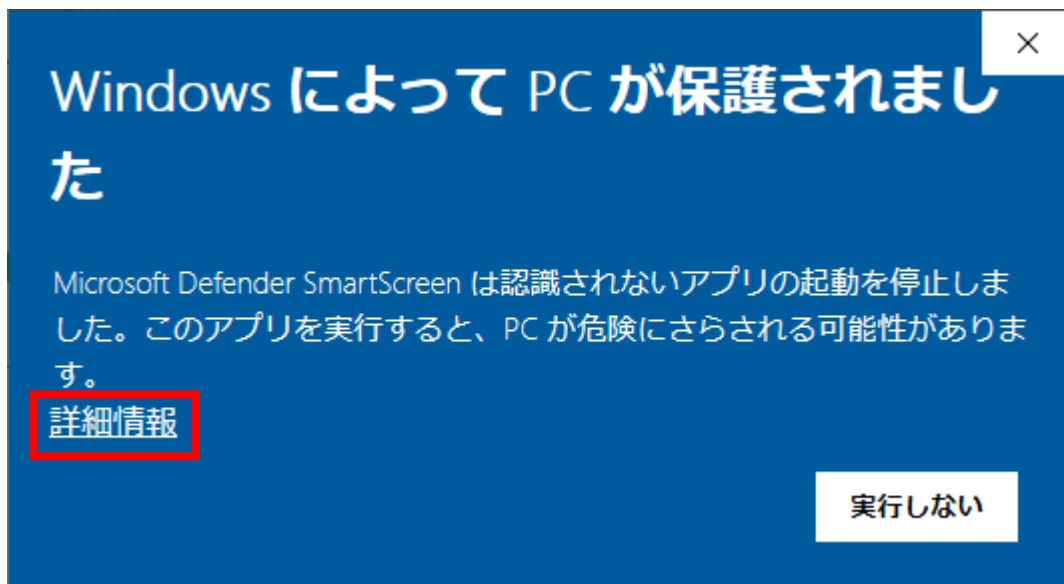 Windows によって PC が保護されまし
た
Microsoft Defender SmartScreen は認識されないアプリの起動を停止しま
した。このアプリを実行すると、PC が危険にさらされる可能性がありま
す。
詳細情報
実行しない